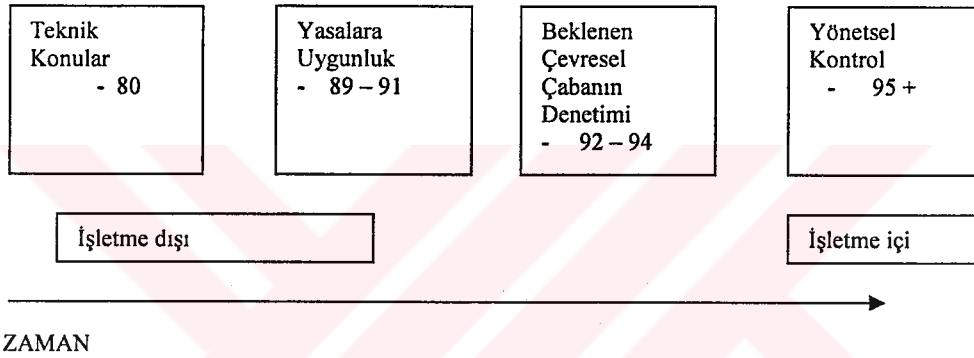 Teknik
Konular
- 80
Yasalara
Uygunluk
- 89 – 91
Beklenen
Çevresel
Çabanın
Denetimi
- 92 – 94
Yönetsel
Kontrol
- 95 +
İşletme dışı
İşletme içi
ZAMAN